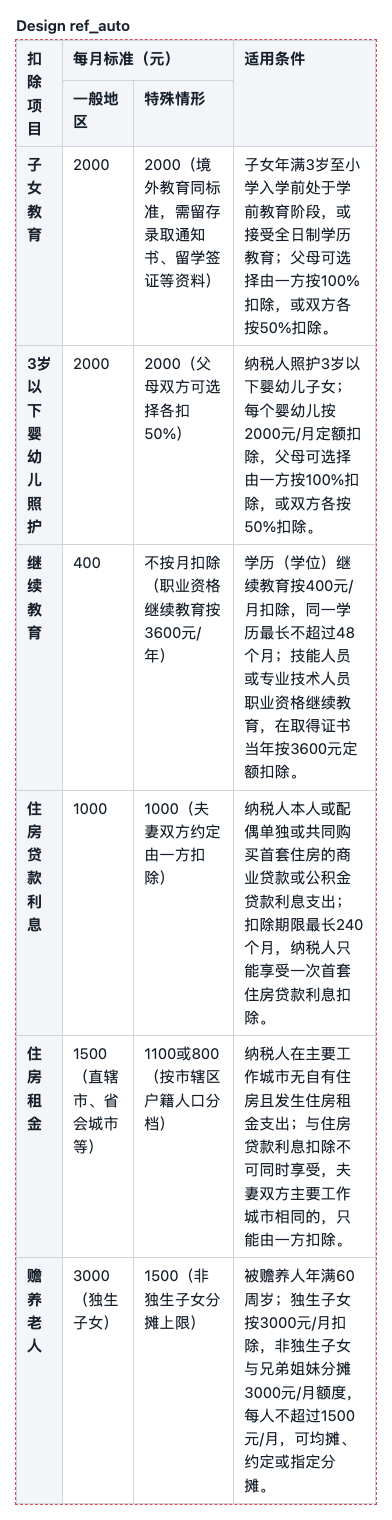 Design ref_auto
扣
除
项
目
每月标准（元）
适用条件
一般地
区
特殊情形
子
女
教
育
2000
2000（境
外教育同标
准，需留存
录取通知
书、留学签
证等资料）
子女年满3岁至小
学入学前处于学
前教育阶段，或
接受全日制学历
教育；父母可选
择由一方按100%
扣除，或双方各
按50%扣除。
3岁
以
下
婴
幼
儿
照
护
2000
2000（父
母双方可选
择各扣
50%）
纳税人照护3岁以
下婴幼儿子女；
每个婴幼儿按
2000元/月定额扣
除，父母可选择
由一方按100%扣
除，或双方各按
50%扣除。
继
续
教
育
400
不按月扣除
（职业资格
继续教育按
3600元/
年）
学历（学位）继
续教育按400元/
月扣除，同一学
历最长不超过48
个月；技能人员
或专业技术人员
职业资格继续教
育，在取得证书
当年按3600元定
额扣除。
住
房
贷
款
利
息
1000
1000（夫
妻双方约定
由一方扣
除）
纳税人本人或配
偶单独或共同购
买首套住房的商
业贷款或公积金
贷款利息支出；
扣除期限最长240
个月，纳税人只
能享受一次首套
住房贷款利息扣
除。
住
房
租
金
1500
（直辖
市、省
会城市
等）
1100或800
（按市辖区
户籍人口分
档）
纳税人在主要工
作城市无自有住
房且发生住房租
金支出；与住房
贷款利息扣除不
可同时享受，夫
妻双方主要工作
城市相同的，只
能由一方扣除。
赡
养
老
人
3000
（独生
子女）
1500（非
独生子女分
摊上限）
被赡养人年满60
周岁；独生子女
按3000元/月扣
除，非独生子女
与兄弟姐妹分摊
3000元/月额度，
每人不超过1500
元/月，可均摊、
约定或指定分
摊。